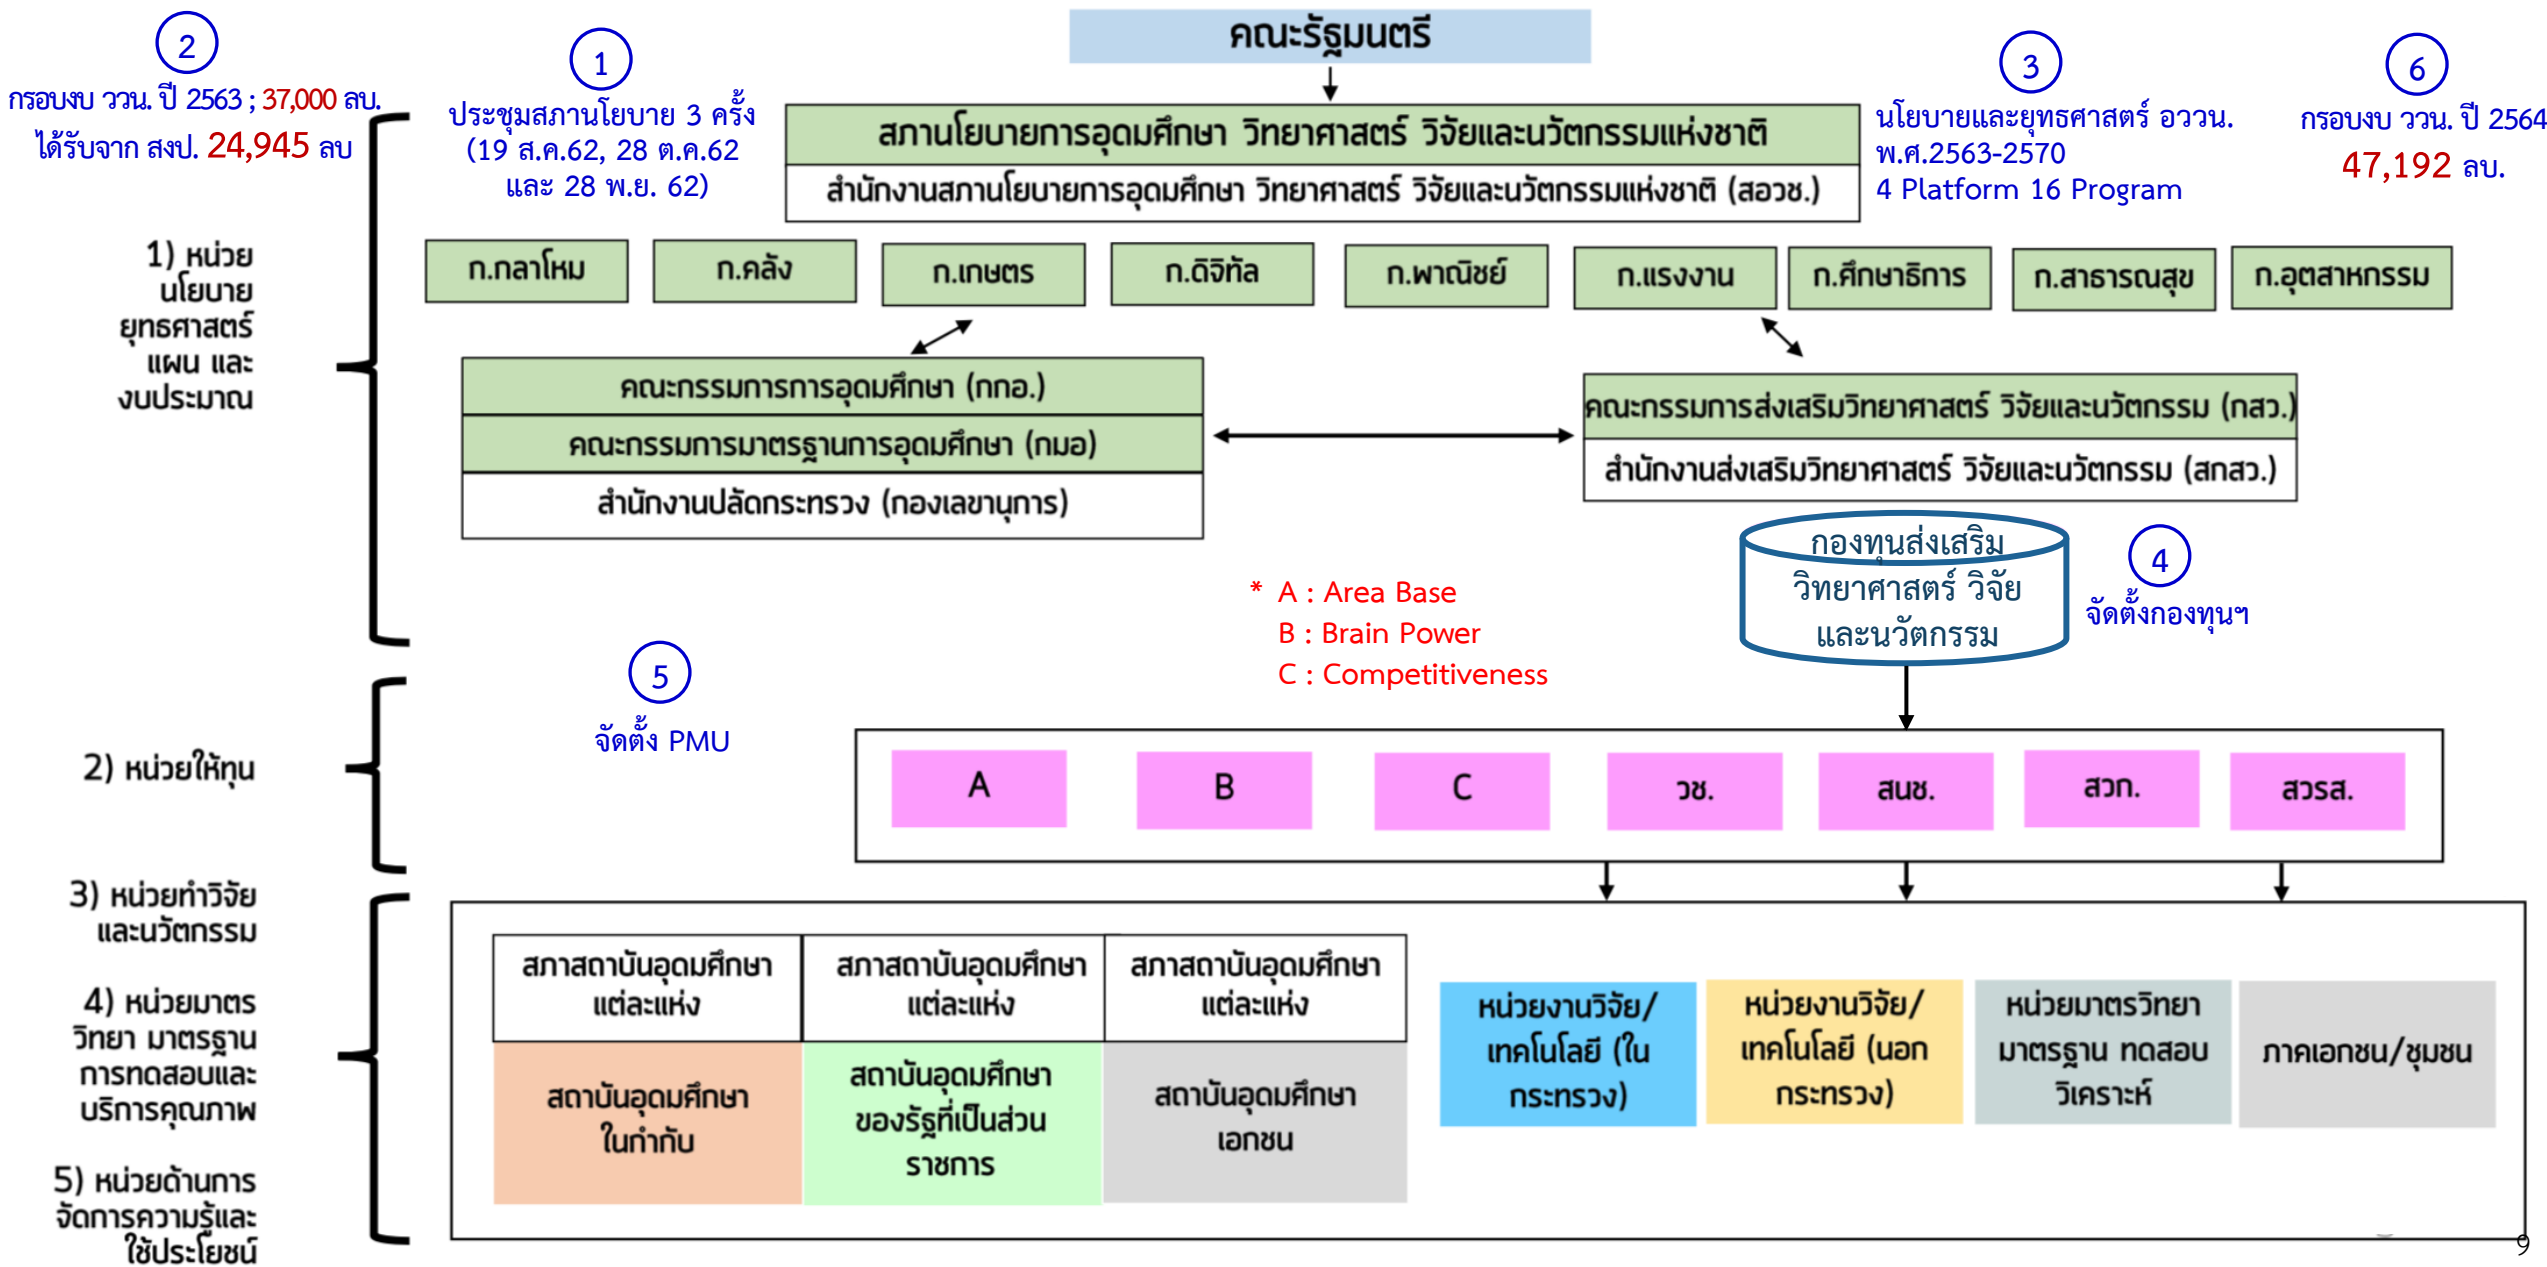 2
กรอบงบ ววน. ปี 2563 ; 37,000 ลบ.
ได้รับจาก สงป. 24,945 ลบ
1
ประชุมสภานโยบาย 3 ครั้ง
(19 ส.ค.62, 28 ต.ค.62
และ 28 พ.ย. 62)
คณะรัฐมนตรี
สภานโยบายการอุดมศึกษา วิทยาศาสตร์ วิจัยและนวัตกรรมแห่งชาติ
สำนักงานสภานโยบายการอุดมศึกษา วิทยาศาสตร์ วิจัยและนวัตกรรมแห่งชาติ (สอวช.)
3
นโยบายและยุทธศาสตร์ อววน.
พ.ศ.2563-2570
4 Platform 16 Program
6
กรอบงบ ววน. ปี 2564
47,192 ลบ.
1) หน่วย
นโยบาย
ยุทธศาสตร์
แผน และ
งบประมาณ
ก.กลาโหม
ก.คลัง
ก.เกษตร
ก.ดิจิทัล
ก.พาณิชย์
ก.แรงงาน
ก.ศึกษาธิการ
ก.สาธารณสุข
ก.อุตสาหกรรม
คณะกรรมการการอุดมศึกษา (กกอ.)
คณะกรรมการมาตรฐานการอุดมศึกษา (กมอ)
สำนักงานปลัดกระทรวง (กองเลขานุการ)
คณะกรรมการส่งเสริมวิทยาศาสตร์ วิจัยและนวัตกรรม (กสว.)
สำนักงานส่งเสริมวิทยาศาสตร์ วิจัยและนวัตกรรม (สกสว.)
กองทุนส่งเสริม
วิทยาศาสตร์ วิจัย
และนวัตกรรม
4
จัดตั้งกองทุนฯ
* A : Area Base
B : Brain Power
C : Competitiveness
5
จัดตั้ง PMU
2) หน่วยให้ทุน
A
B
C
วช.
สนช.
สวก.
สวรส.
3) หน่วยทำวิจัย
และนวัตกรรม
4) หน่วยมาตร
วิทยา มาตรฐาน
การทดสอบและ
บริการคุณภาพ
5) หน่วยด้านการ
จัดการความรู้และ
ใช้ประโยชน์
สภาสถาบันอุดมศึกษา
แต่ละแห่ง
สภาสถาบันอุดมศึกษา
แต่ละแห่ง
สภาสถาบันอุดมศึกษา
แต่ละแห่ง
สถาบันอุดมศึกษา
ในกำกับ
สถาบันอุดมศึกษา
ของรัฐที่เป็นส่วน
ราชการ
สถาบันอุดมศึกษา
เอกชน
หน่วยงานวิจัย/
เทคโนโลยี (ใน
กระทรวง)
หน่วยงานวิจัย/
เทคโนโลยี (นอก
กระทรวง)
หน่วยมาตรวิทยา
มาตรฐาน ทดสอบ
วิเคราะห์
ภาคเอกชน/ชุมชน
9